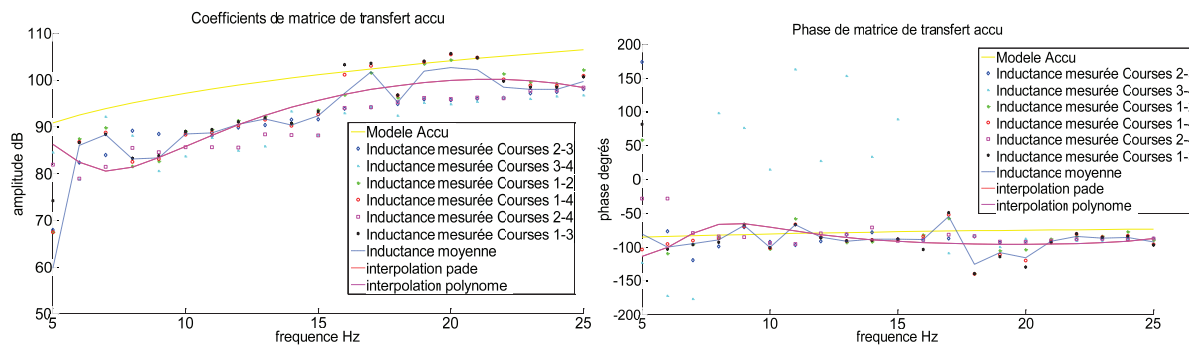 Coefficients de matrice de transfert accu
110
100
90
80
70
60
50
5
10
15
20
25
amplitude dB
frequence Hz
Modele Accu
Inductance mesurée Courses 2-3
Inductance mesurée Courses 3-4
Inductance mesurée Courses 1-2
Inductance mesurée Courses 1-4
Inductance mesurée Courses 2-4
Inductance mesurée Courses 1-3
Inductance moyenne
interpolation pade
interpolation polynome
Phase de matrice de transfert accu
200
150
100
50
0
-50
-100
-150
-200
5
10
15
20
25
phase degrés
frequence Hz
Modele Accu
Inductance mesurée Courses 2-
Inductance mesurée Courses 3-
Inductance mesurée Courses 1-
Inductance mesurée Courses 1-
Inductance mesurée Courses 2-
Inductance mesurée Courses 1-
Inductance moyenne
interpolation pade
interpolation polynome